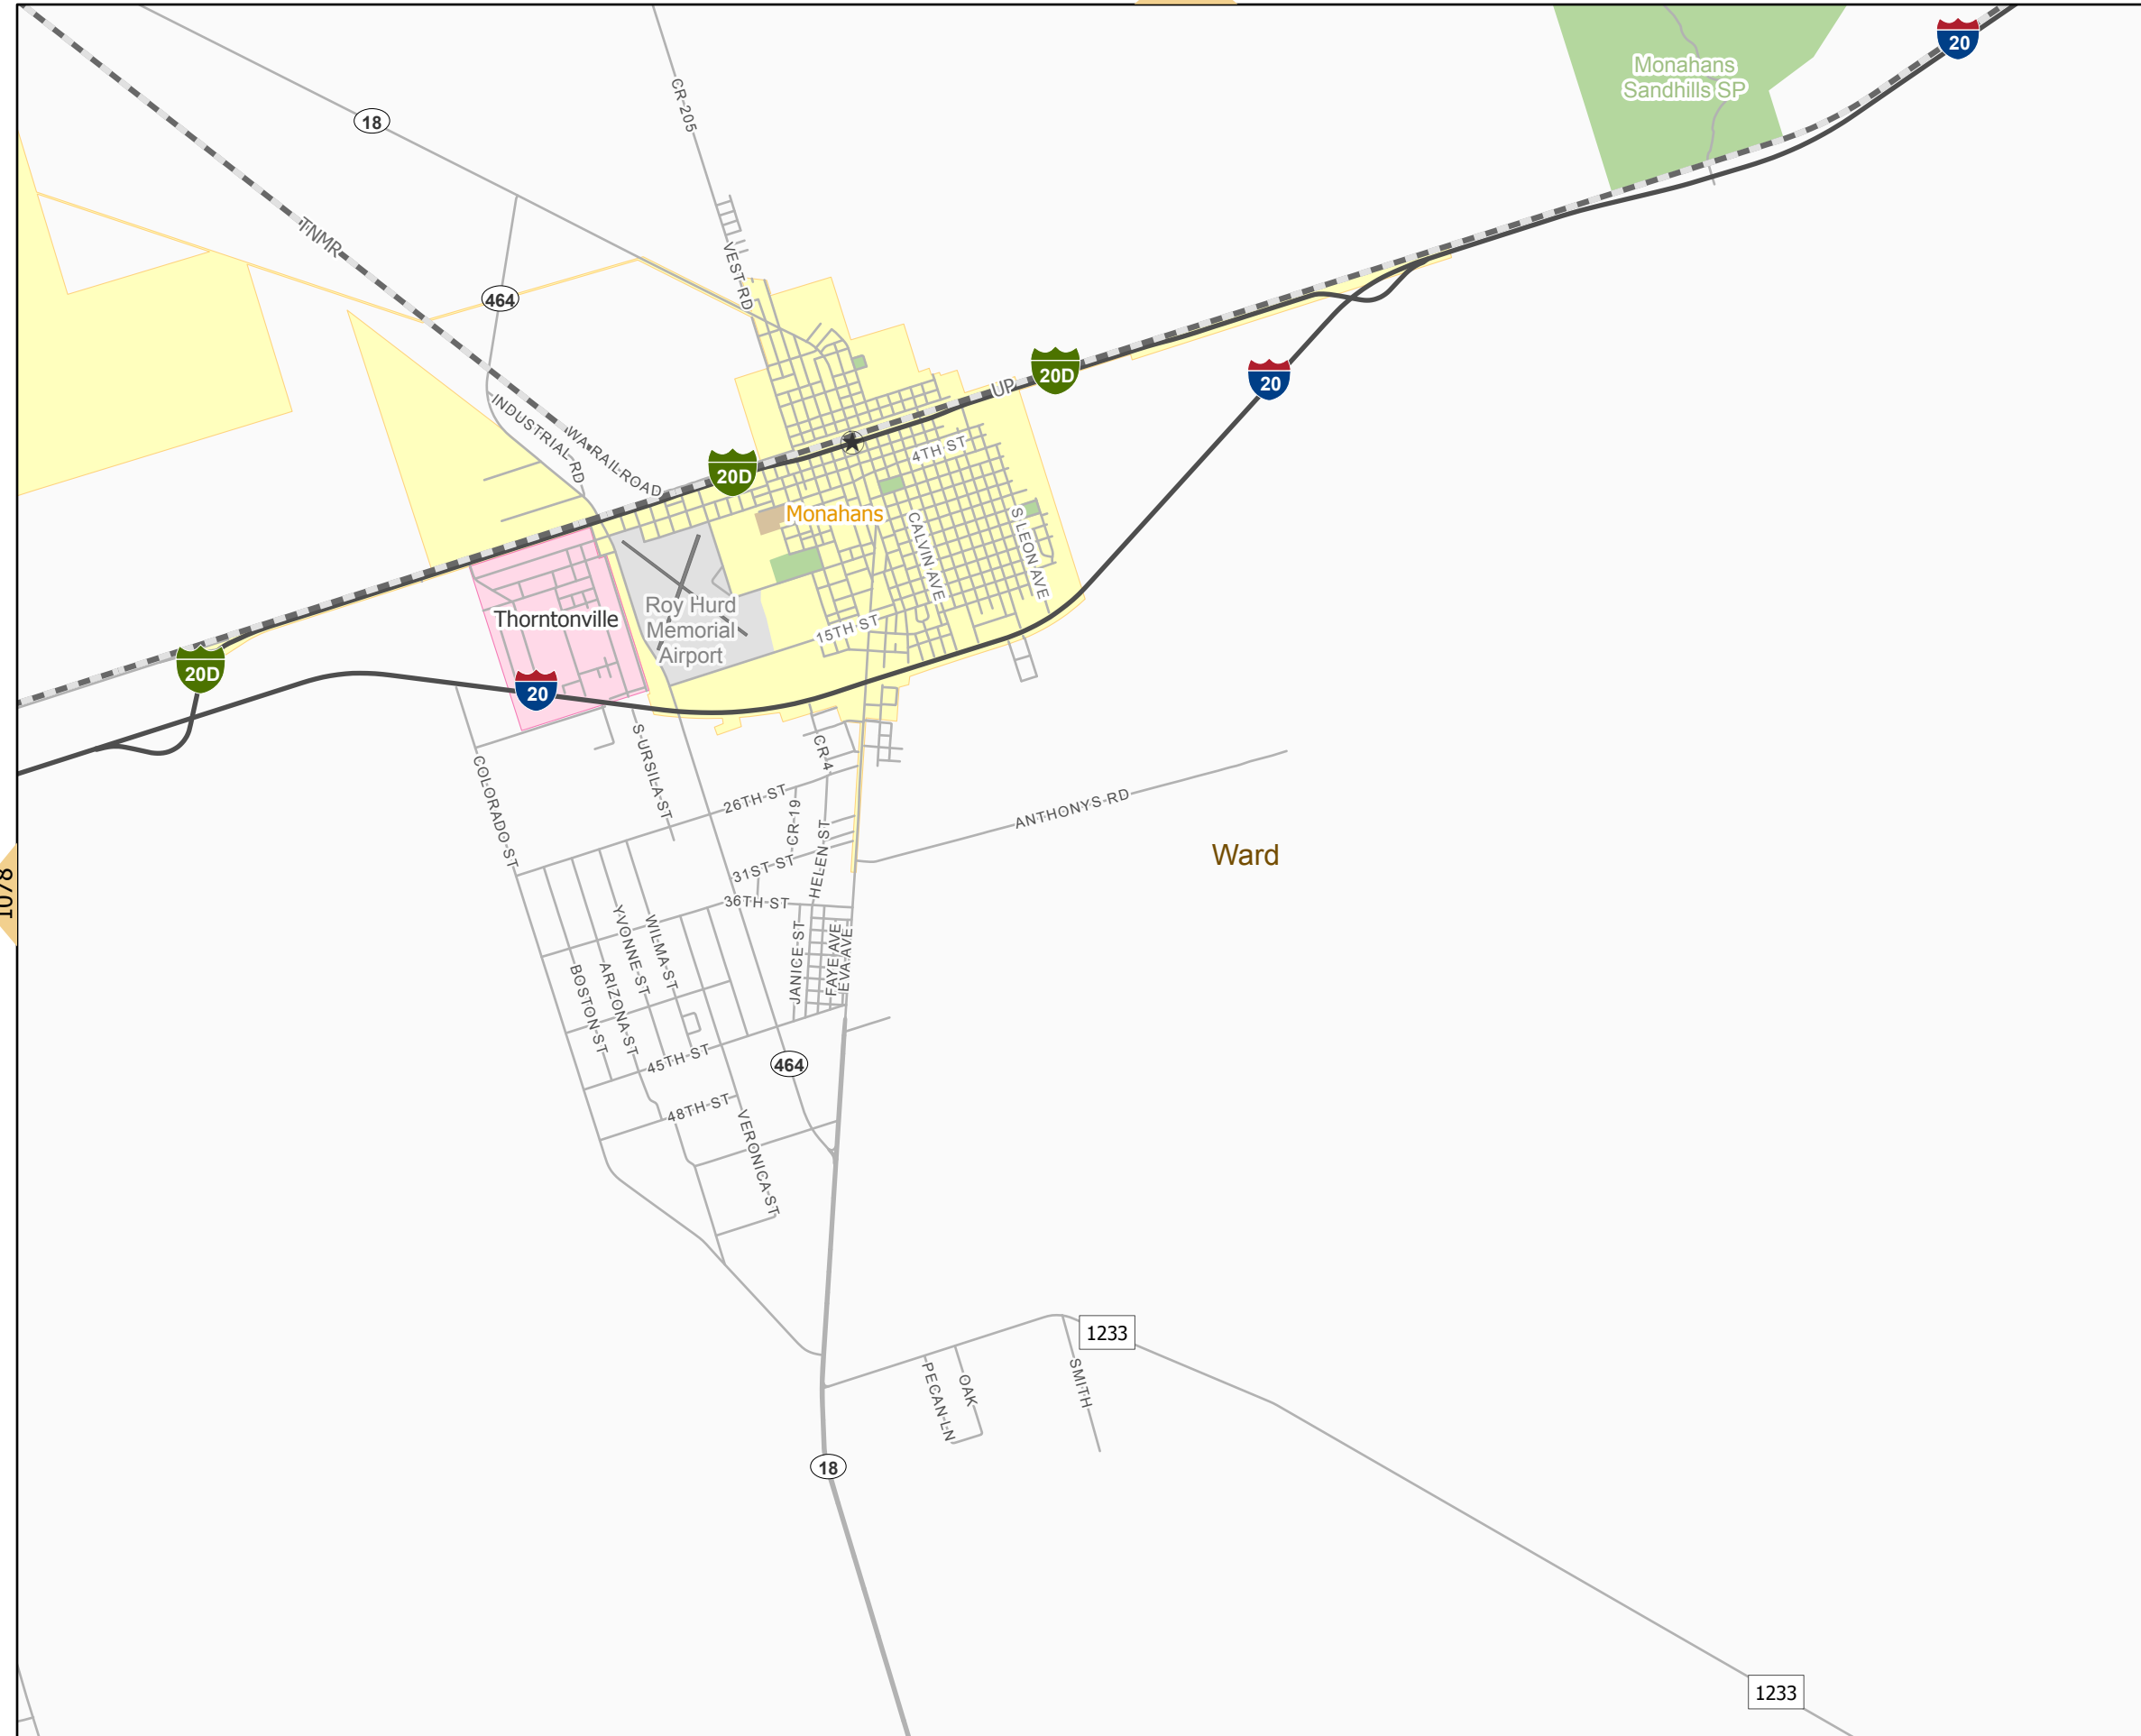 20
Monahans
Sandhills SP
CR-205
18
TNMR
VEST RD
464
20D
20
UP
INDUSTRIAL RD
WA RAILROAD
4TH ST
20D
Monahans
S LEON AVE
CALVIN AVE
Roy Hurd
Memorial
Airport
Thorntonville
15TH ST
20D
20
S URSILA ST
CR 4
COLORADO ST
26TH ST
CR 19
ANTHONYS RD
HELEN ST
Ward
31ST ST
1078
36TH ST
YVONNE ST
WILMA ST
JANICE ST
FAYE AVE
EVA AVE
BOSTON ST
ARIZONA ST
45TH ST
464
48TH ST
VERONICA ST
1233
PECAN LN
OAK
SMITH
18
1233